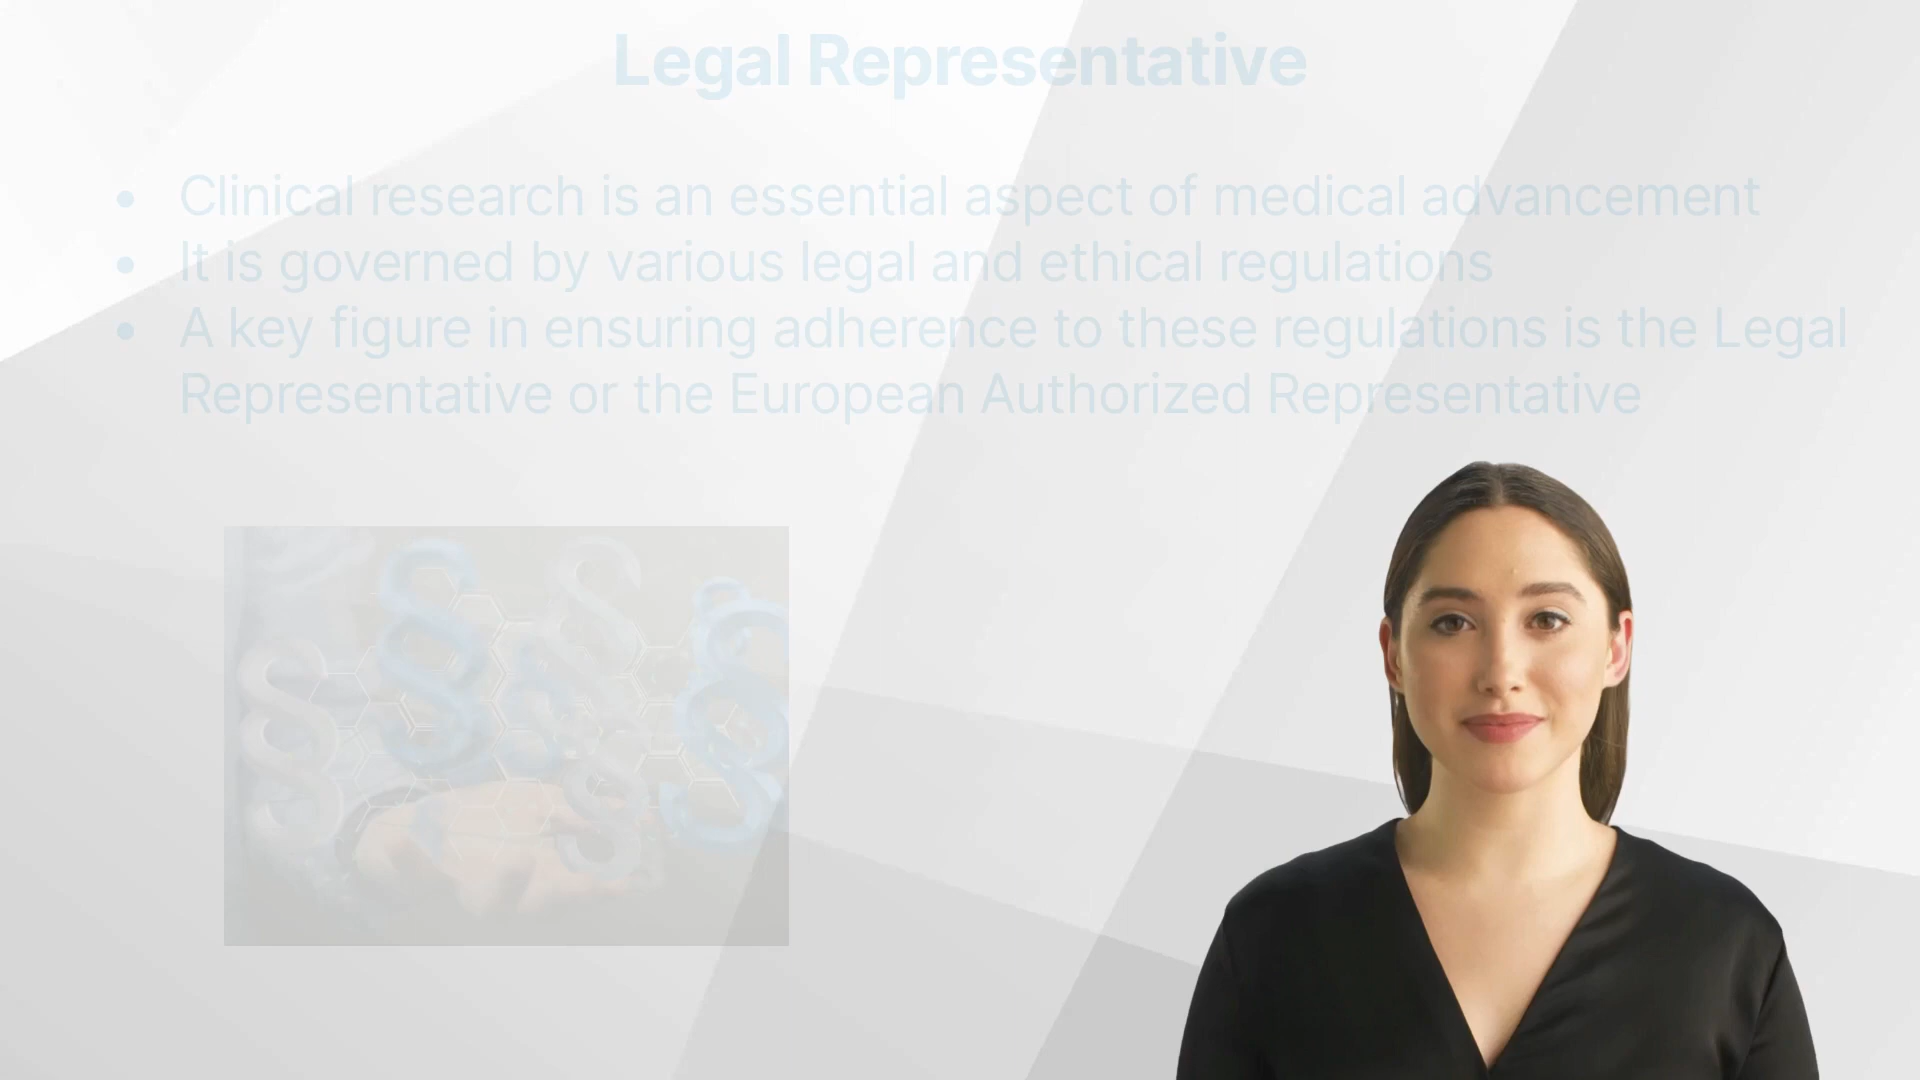 Legal Representative
• Clinical research is an essential aspect of medical advancement
• It is governed by various legal and ethical regulations
• A key figure in ensuring adherence to these regulations is the Legal
Representative or the European Authorized Representative